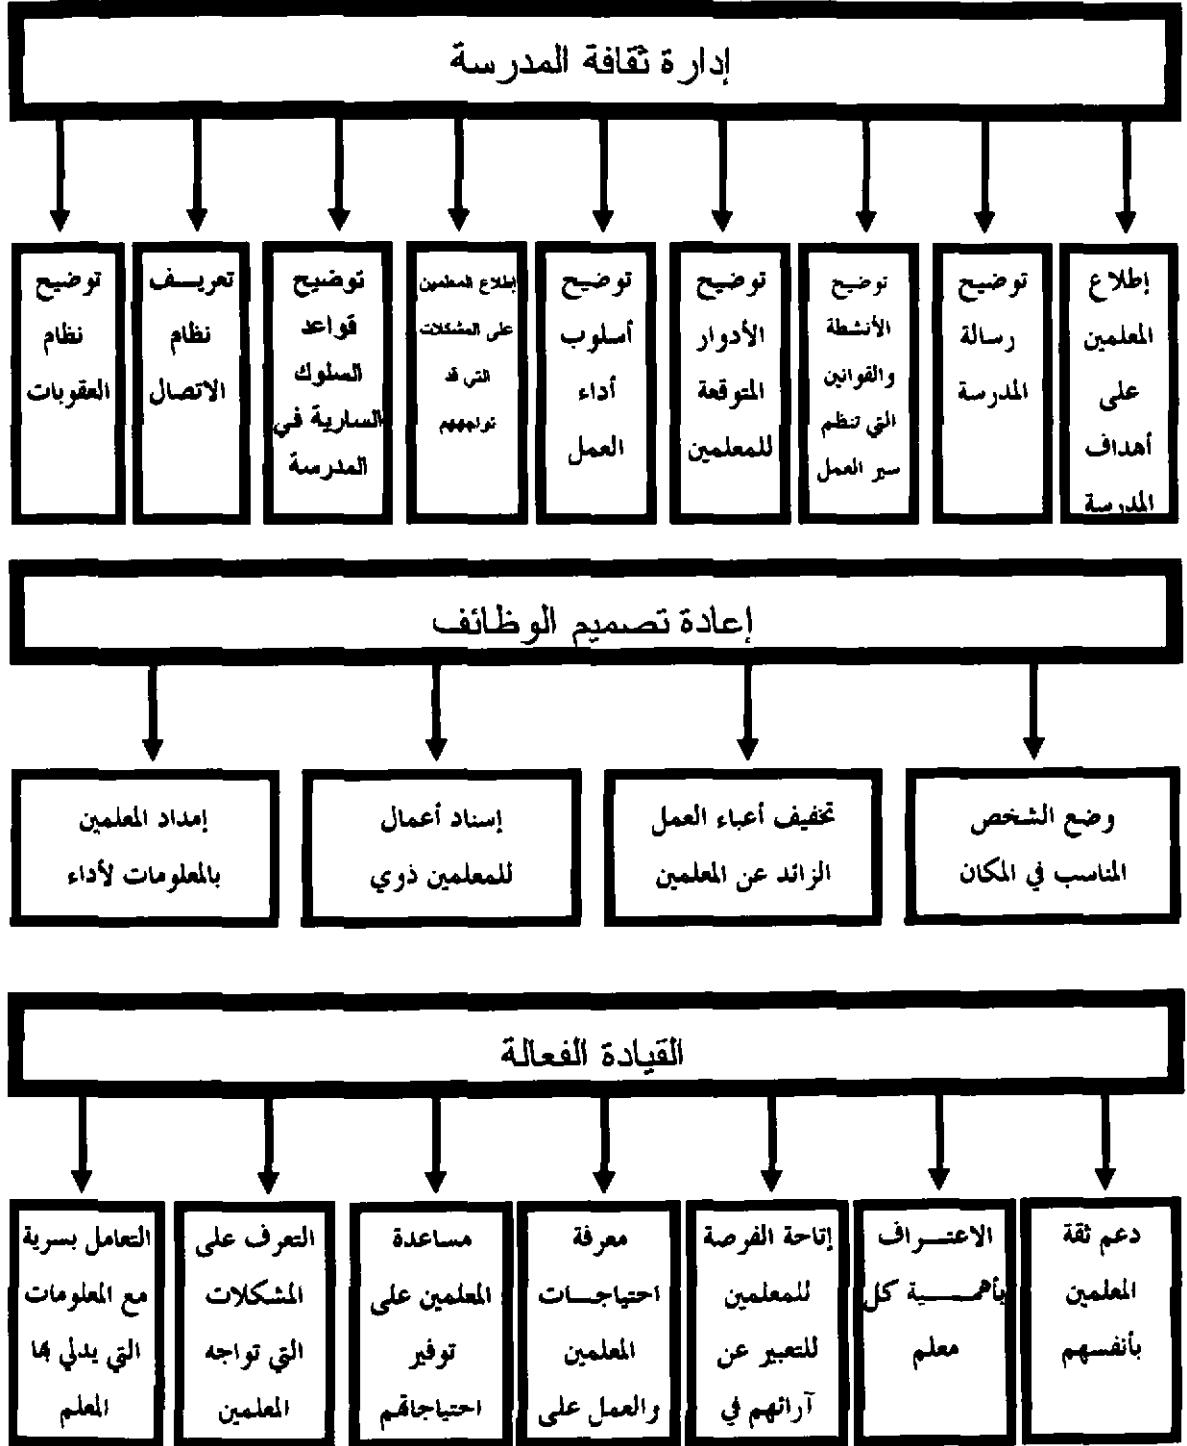 إدارة ثقافة المدرسة
إطلاع
المعلمين
على
أهداف
المدرسة
توضيح
رسالة
المدرسة
توضيح
الأنشطة
والقوانين
التي تنظم
سير العمل
توضيح
الأدوار
المتوقعة
للمعلمين
توضيح
أسلوب
أداء
العمل
إطلاع المعلمين
على المشكلات
التي قد
تواجههم
توضيح
قواعد
السلوك
السارية في
المدرسة
تعريف
نظام
الاتصال
توضيح
نظام
العقوبات
إعادة تصميم الوظائف
وضع الشخص
المناسب في المكان
تخفيف أعباء العمل
الزائد عن المعلمين
إسناد أعمال
للمعلمين ذوي
إمداد المعلمين
بالمعلومات لأداء
القيادة الفعالة
دعم ثقة
المعلمين
بأنفسهم
الاعتراف
بأهمية كل
معلم
إتاحة الفرصة
للمعلمين
للتعبير عن
آرائهم في
معرفة
احتياجات
المعلمين
والعمل على
مساعدة
المعلمين على
توفير
احتياجاتهم
التعرف على
المشكلات
التي تواجه
المعلمين
التعامل بسرية
مع المعلومات
التي يدلي بها
المعلم